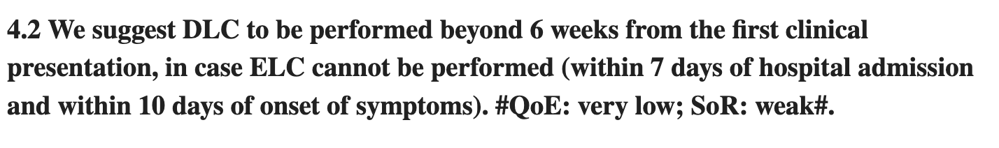 4.2 We suggest DLC to be performed beyond 6 weeks from the first clinical
presentation, in case ELC cannot be performed (within 7 days of hospital admission
and within 10 days of onset of symptoms). #QoE: very low; SoR: weak#.